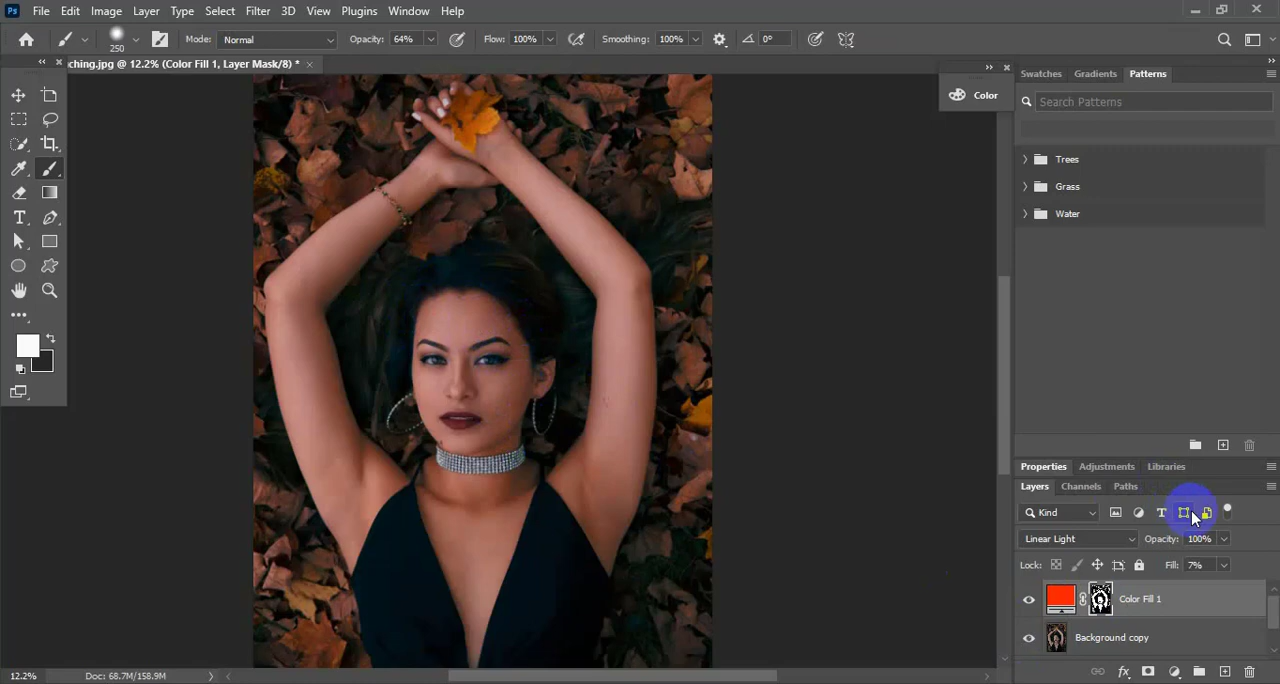 Ps File Edit Image Layer Type Select Filter 3D View Plugins Window Help
250 Mode: Normal Opacity: 64% Flow: 100% Smoothing: 100% 0°
ching.jpg @ 12.2% (Color Fill 1, Layer Mask/8) *
Color
Swatches Gradients Patterns
Search Patterns
Trees
Grass
Water
Properties Adjustments Libraries
Layers Channels Paths
Kind
Linear Light Opacity: 100%
Lock: Fill: 7%
Color Fill 1
Background copy
12.2% Doc: 68.7M/158.9M